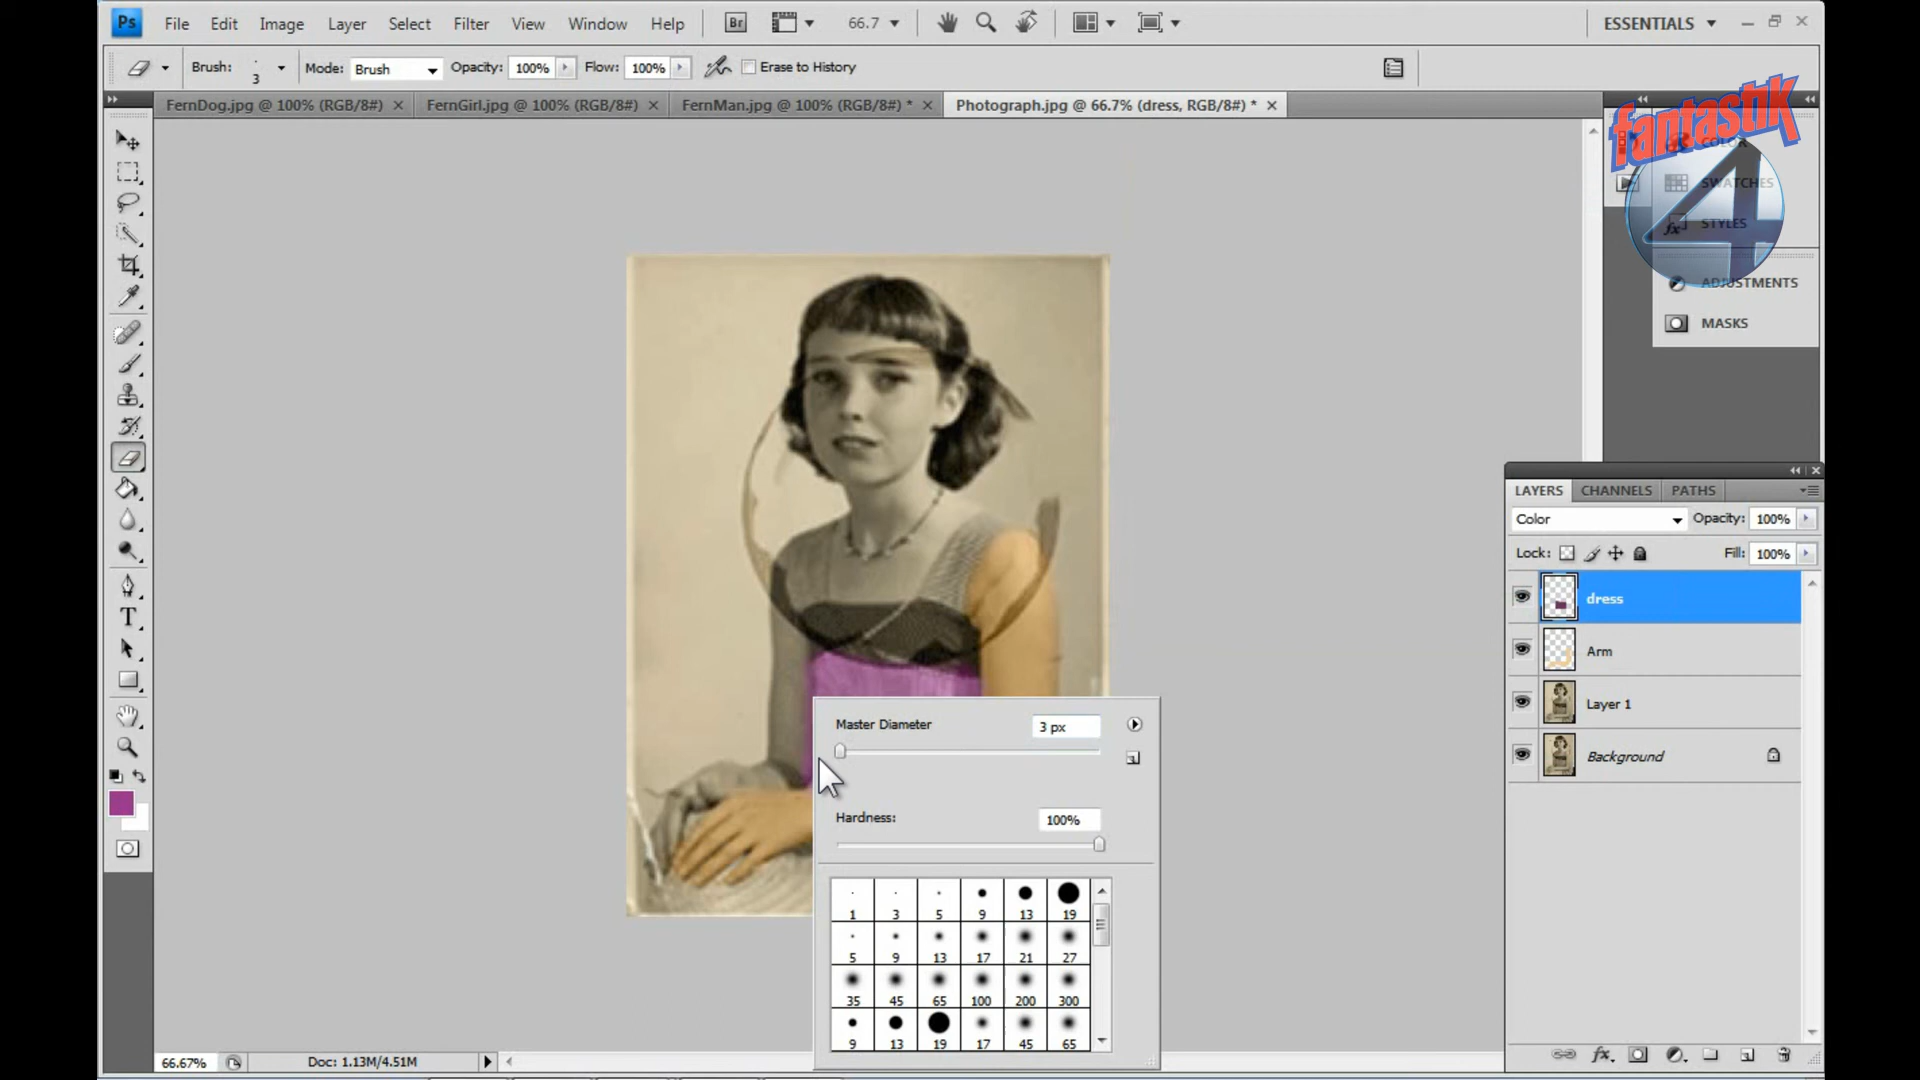 Ps File Edit Image Layer Select Filter View Window Help Br 66.7 ESSENTIALS
Brush: 3 Mode: Brush Opacity: 100% Flow: 100% Erase to History
FernDog.jpg @ 100% (RGB/8#) FernGirl.jpg @ 100% (RGB/8#) FernMan.jpg @ 100% (RGB/8#) * Photograph.jpg @ 66.7% (dress, RGB/8#) *
fantastik
4
COLOR
SWATCHES
STYLES
ADJUSTMENTS
MASKS
LAYERS CHANNELS PATHS
Color Opacity: 100%
Lock: Fill: 100%
dress
Arm
Layer 1
Background
Master Diameter 3 px
Hardness: 100%
1 3 5 9 13 19
5 9 13 17 21 27
35 45 65 100 200 300
9 13 19 17 45 65
T
66.67% Doc: 1.13M/4.51M
fx